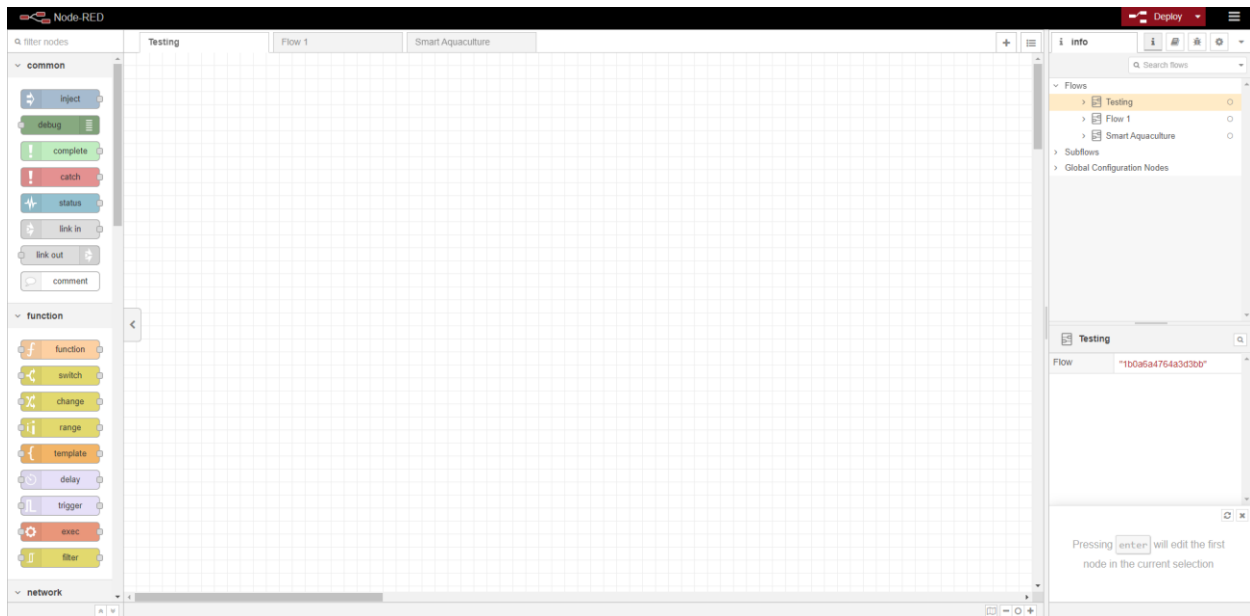 Node-RED
Deploy
filter nodes
Testing
Flow 1
Smart Aquaculture
i info
i
Search flows
common
inject
debug
complete
catch
status
link in
link out
comment
function
function
switch
change
range
template
delay
trigger
exec
filter
network
Flows
Testing
Flow 1
Smart Aquaculture
Subflows
Global Configuration Nodes
Testing
Flow "1b0a6a4764a3d3bb"
Pressing enter will edit the first
node in the current selection